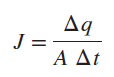 J = Δq / (A Δt)